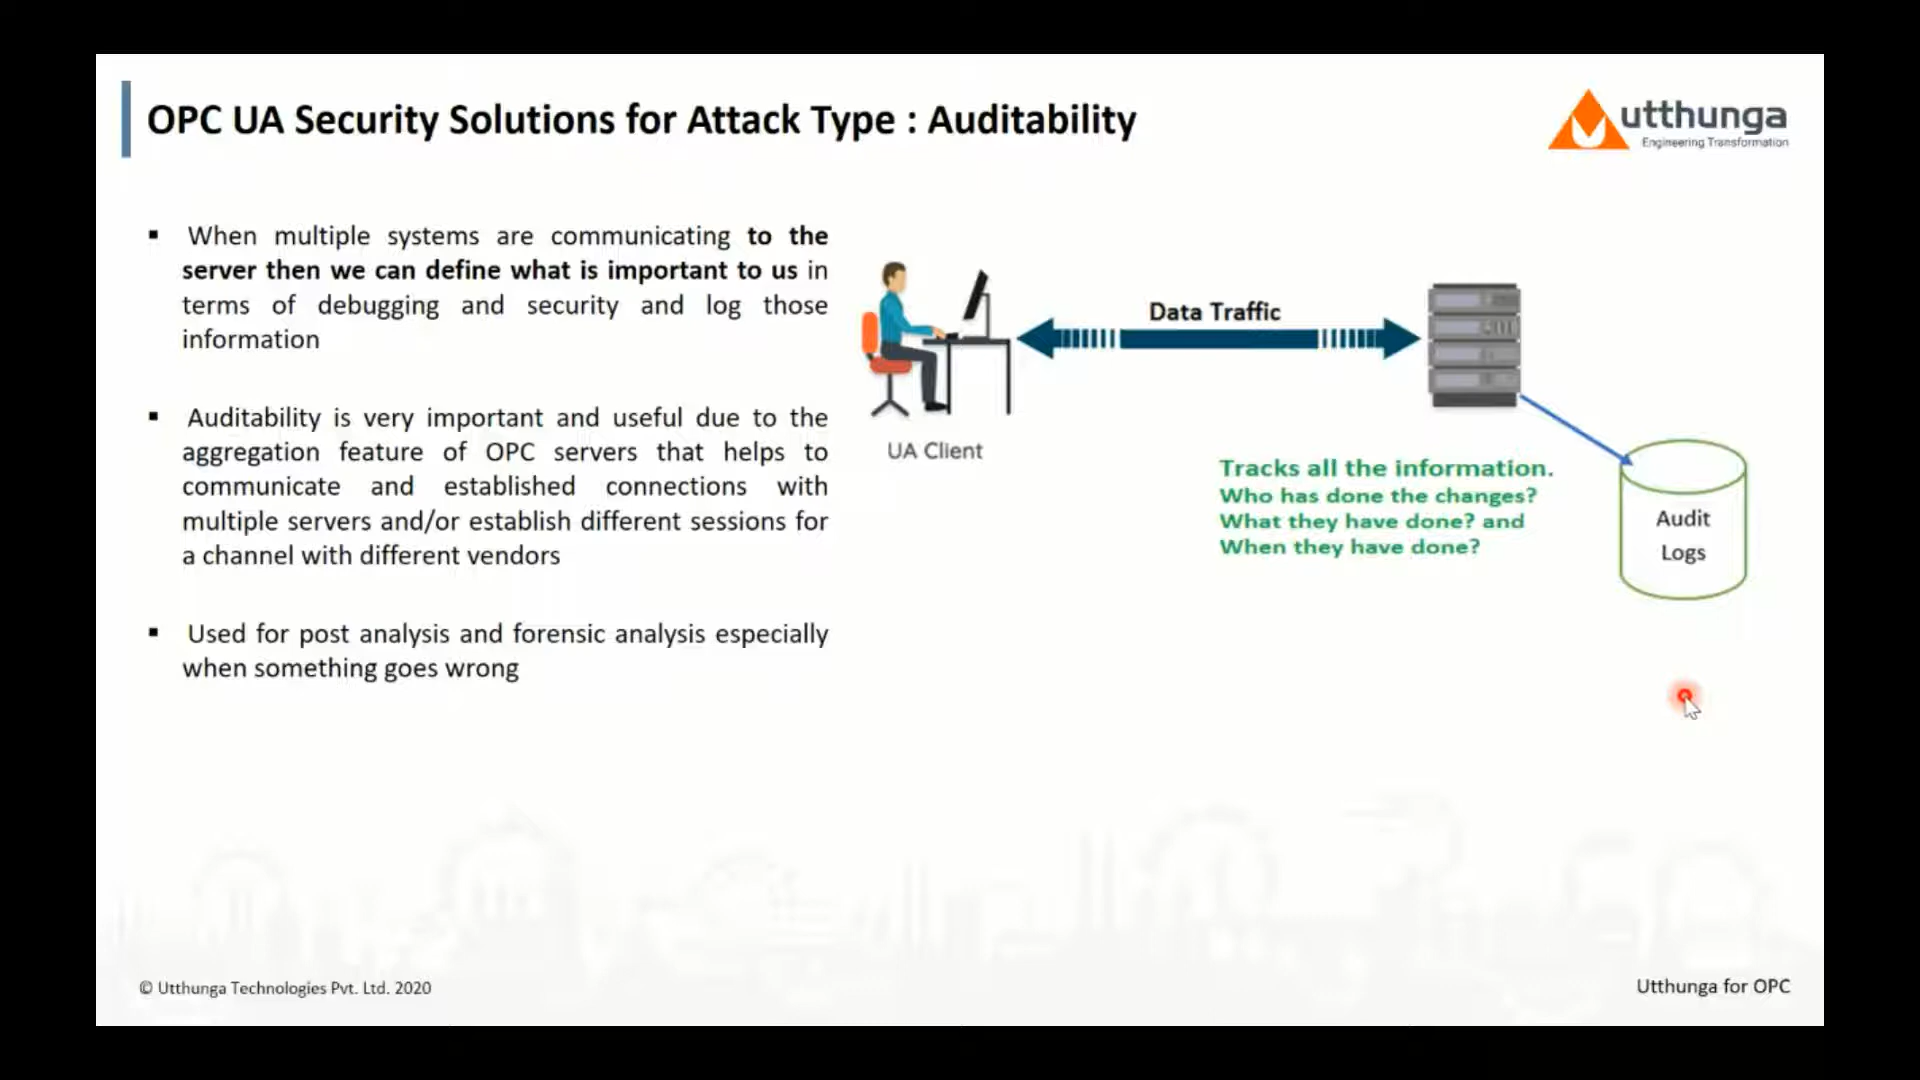 OPC UA Security Solutions for Attack Type : Auditability
utthunga
Engineering Transformation
When multiple systems are communicating to the
server then we can define what is important to us in
terms of debugging and security and log those
information
Auditability is very important and useful due to the
aggregation feature of OPC servers that helps to
communicate and established connections with
multiple servers and/or establish different sessions for
a channel with different vendors
Used for post analysis and forensic analysis especially
when something goes wrong
Data Traffic
UA Client
Tracks all the information.
Who has done the changes?
What they have done? and
When they have done?
Audit
Logs
© Utthunga Technologies Pvt. Ltd. 2020
Utthunga for OPC